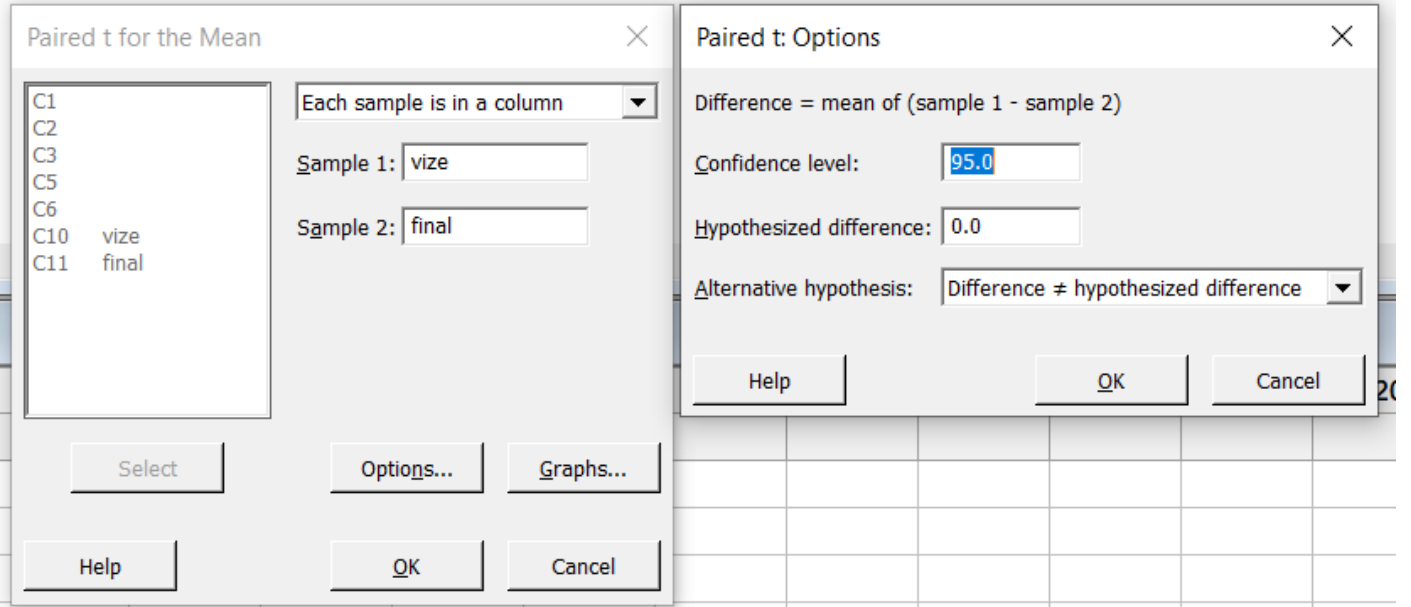 Paired t for the Mean
C1
C2
C3
C5
C6
C10 vize
C11 final
Each sample is in a column
Sample 1: vize
Sample 2: final
Select
Options...
Graphs...
Help
OK
Cancel
Paired t: Options
Difference = mean of (sample 1 - sample 2)
Confidence level: 95.0
Hypothesized difference: 0.0
Alternative hypothesis: Difference ≠ hypothesized difference
Help
OK
Cancel